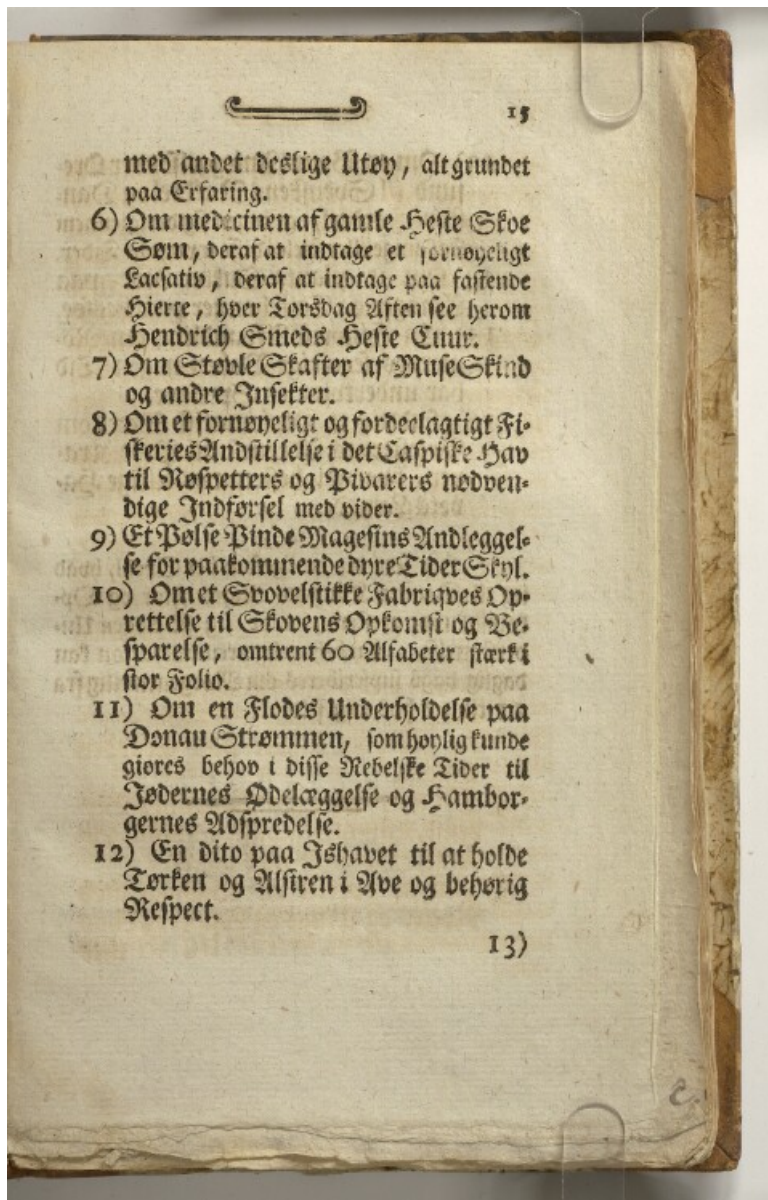 15
med andet deslige Utøy, alt grundet
paa Erfaring.
6) Om medicinen af gamle Heste Skoe
Søm, deraf at indtage et fornøyeligt
Lacsativ, deraf at indtage paa fastende
Hierte, hver Torsdag Aften see herom
Hendrich Smeds Heste Cuur.
7) Om Støvle Skafter af Muse Skind
og andre Insekter.
8) Om et fornøyeligt og fordeelagtigt Fi-
skeries Andstillelse i det Caspiske Hav
til Røspetters og Pivarers nødven-
dige Indførsel med vider.
9) Et Pølse Pinde Magesins Andleggel-
se for paakommende dyre Tider Skyl.
10) Om et Svovelstikke Fabriqves Op-
rettelse til Skovens Opkomst og Be-
sparelse, omtrent 60 Alfabeter stærk i
stor Folio.
11) Om en Flodes Underholdelse paa
Donau Strømmen, som høylig kunde
giøres behov i disse Rebelske Tider til
Jødernes Ødelæggelse og Hambor-
gernes Adspredelse.
12) En dito paa Ishavet til at holde
Tørken og Alstren i Ave og behørig
Respect.
13)